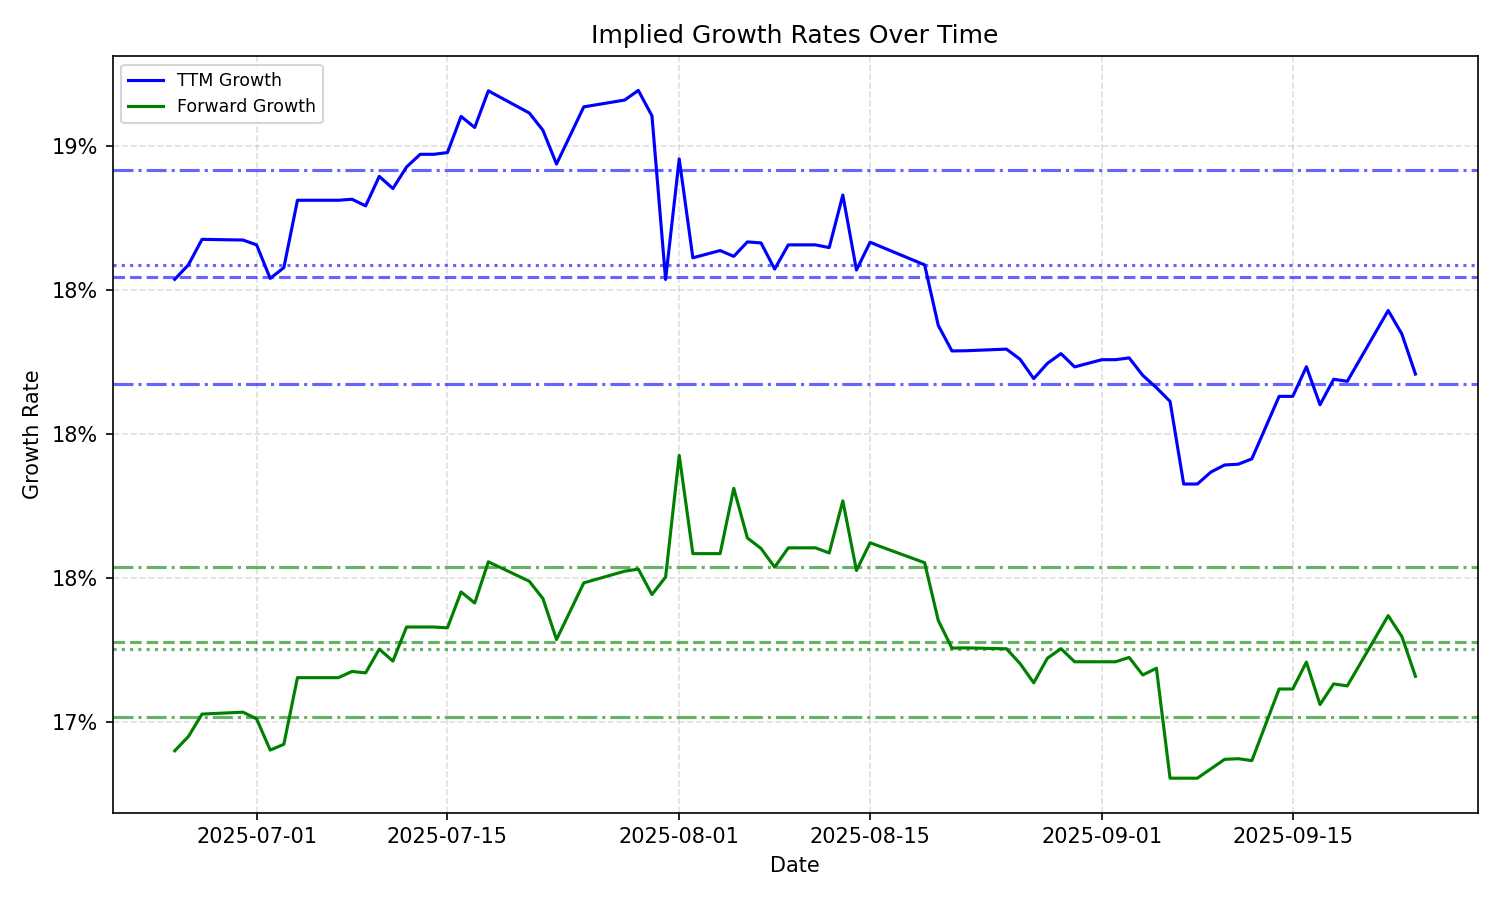 Implied Growth Rates Over Time
TTM Growth
Forward Growth
19%
18%
18%
18%
17%
Growth Rate
2025-07-01
2025-07-15
2025-08-01
2025-08-15
2025-09-01
2025-09-15
Date